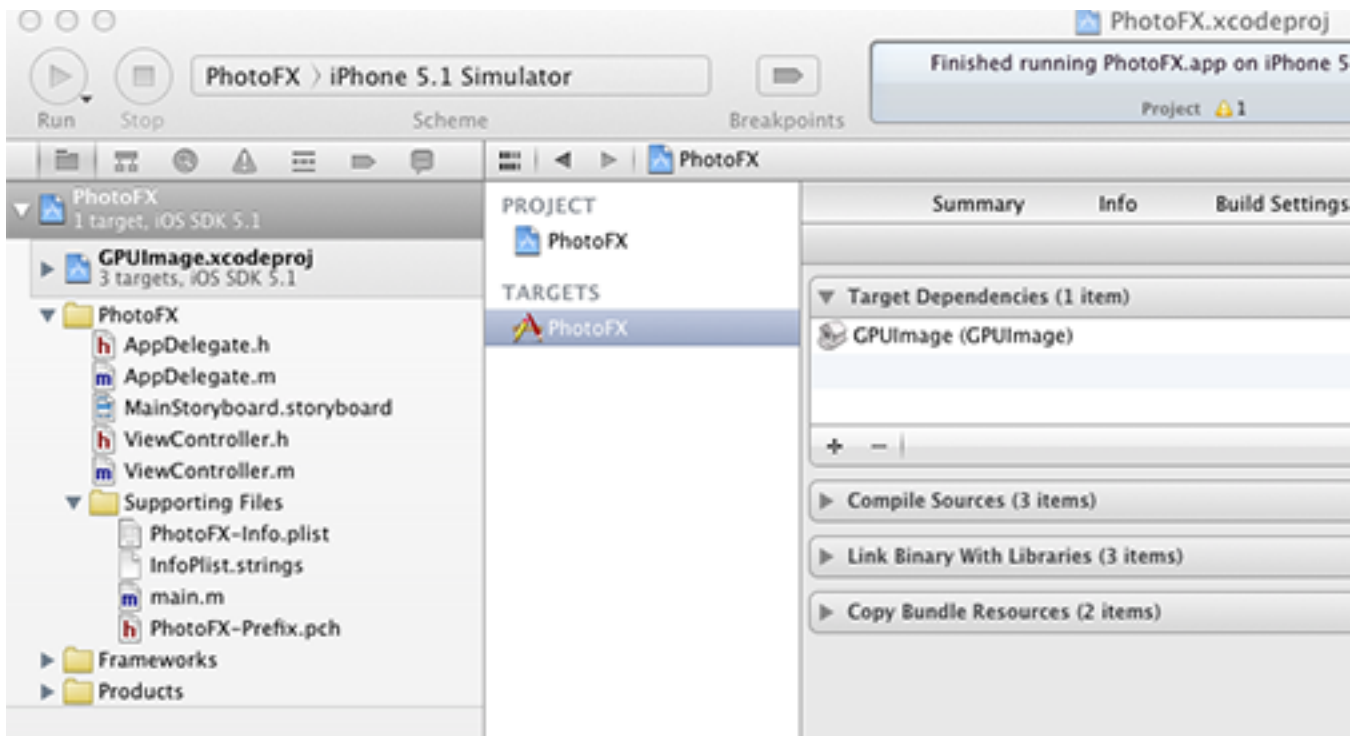 PhotoFX.xcodeproj
PhotoFX 〉 iPhone 5.1 Simulator
Finished running PhotoFX.app on iPhone 5
Project 1
Run Stop Scheme Breakpoints
PhotoFX
PhotoFX
1 target, iOS SDK 5.1
GPUImage.xcodeproj
3 targets, iOS SDK 5.1
PhotoFX
h AppDelegate.h
m AppDelegate.m
MainStoryboard.storyboard
h ViewController.h
m ViewController.m
Supporting Files
PhotoFX-Info.plist
InfoPlist.strings
m main.m
h PhotoFX-Prefix.pch
Frameworks
Products
PROJECT
PhotoFX
TARGETS
PhotoFX
Summary Info Build Settings
Target Dependencies (1 item)
GPUImage (GPUImage)
Compile Sources (3 items)
Link Binary With Libraries (3 items)
Copy Bundle Resources (2 items)